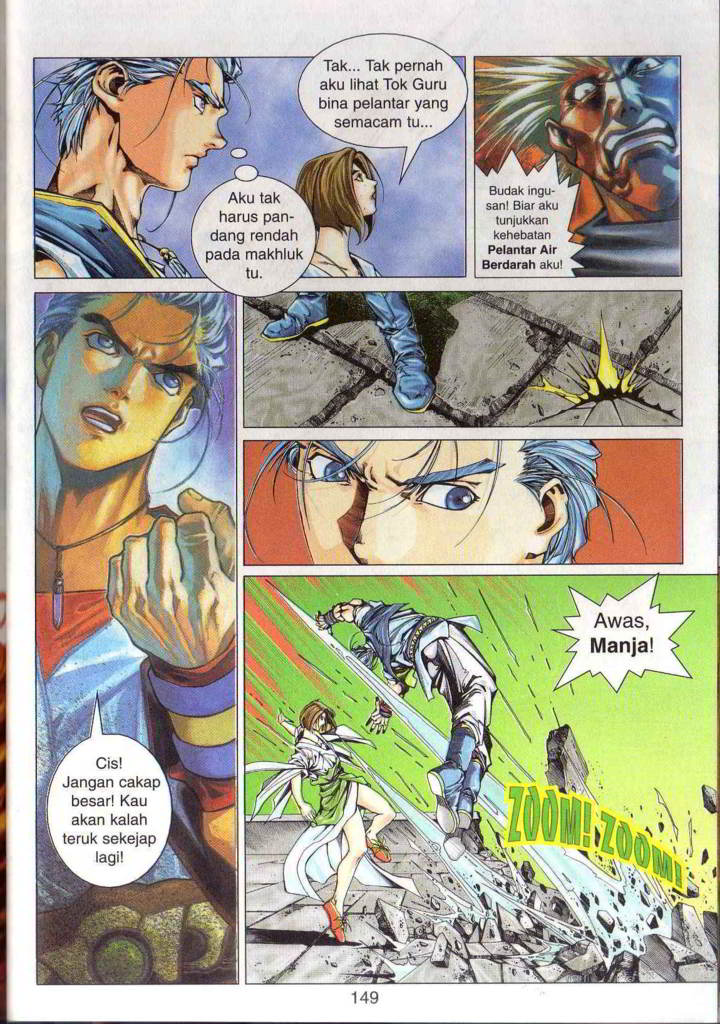 Tak... Tak pernah
aku lihat Tok Guru
bina pelantar yang
semacam tu...
Aku tak
harus pan-
dang rendah
pada makhluk
tu.
Budak ingu-
san! Biar aku
tunjukkan
kehebatan
Pelantar Air
Berdarah aku!
Cis!
Jangan cakap
besar! Kau
akan kalah
teruk sekejap
lagi!
Awas,
Manja!
ZOOM! ZOOM!
149